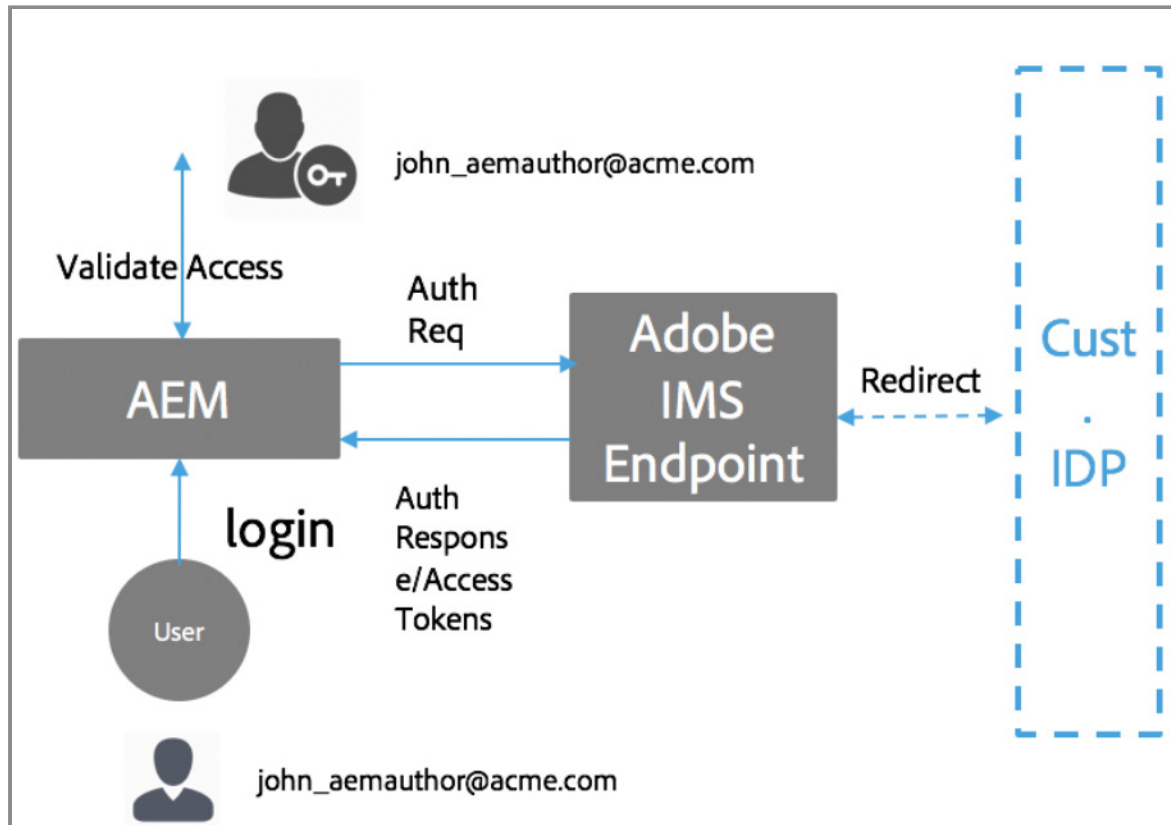 john_aemauthor@acme.com
Validate Access
Auth
Req
AEM
Adobe
IMS
Endpoint
Redirect
Cust
.
IDP
login
Auth
Respons
e/Access
Tokens
User
john_aemauthor@acme.com